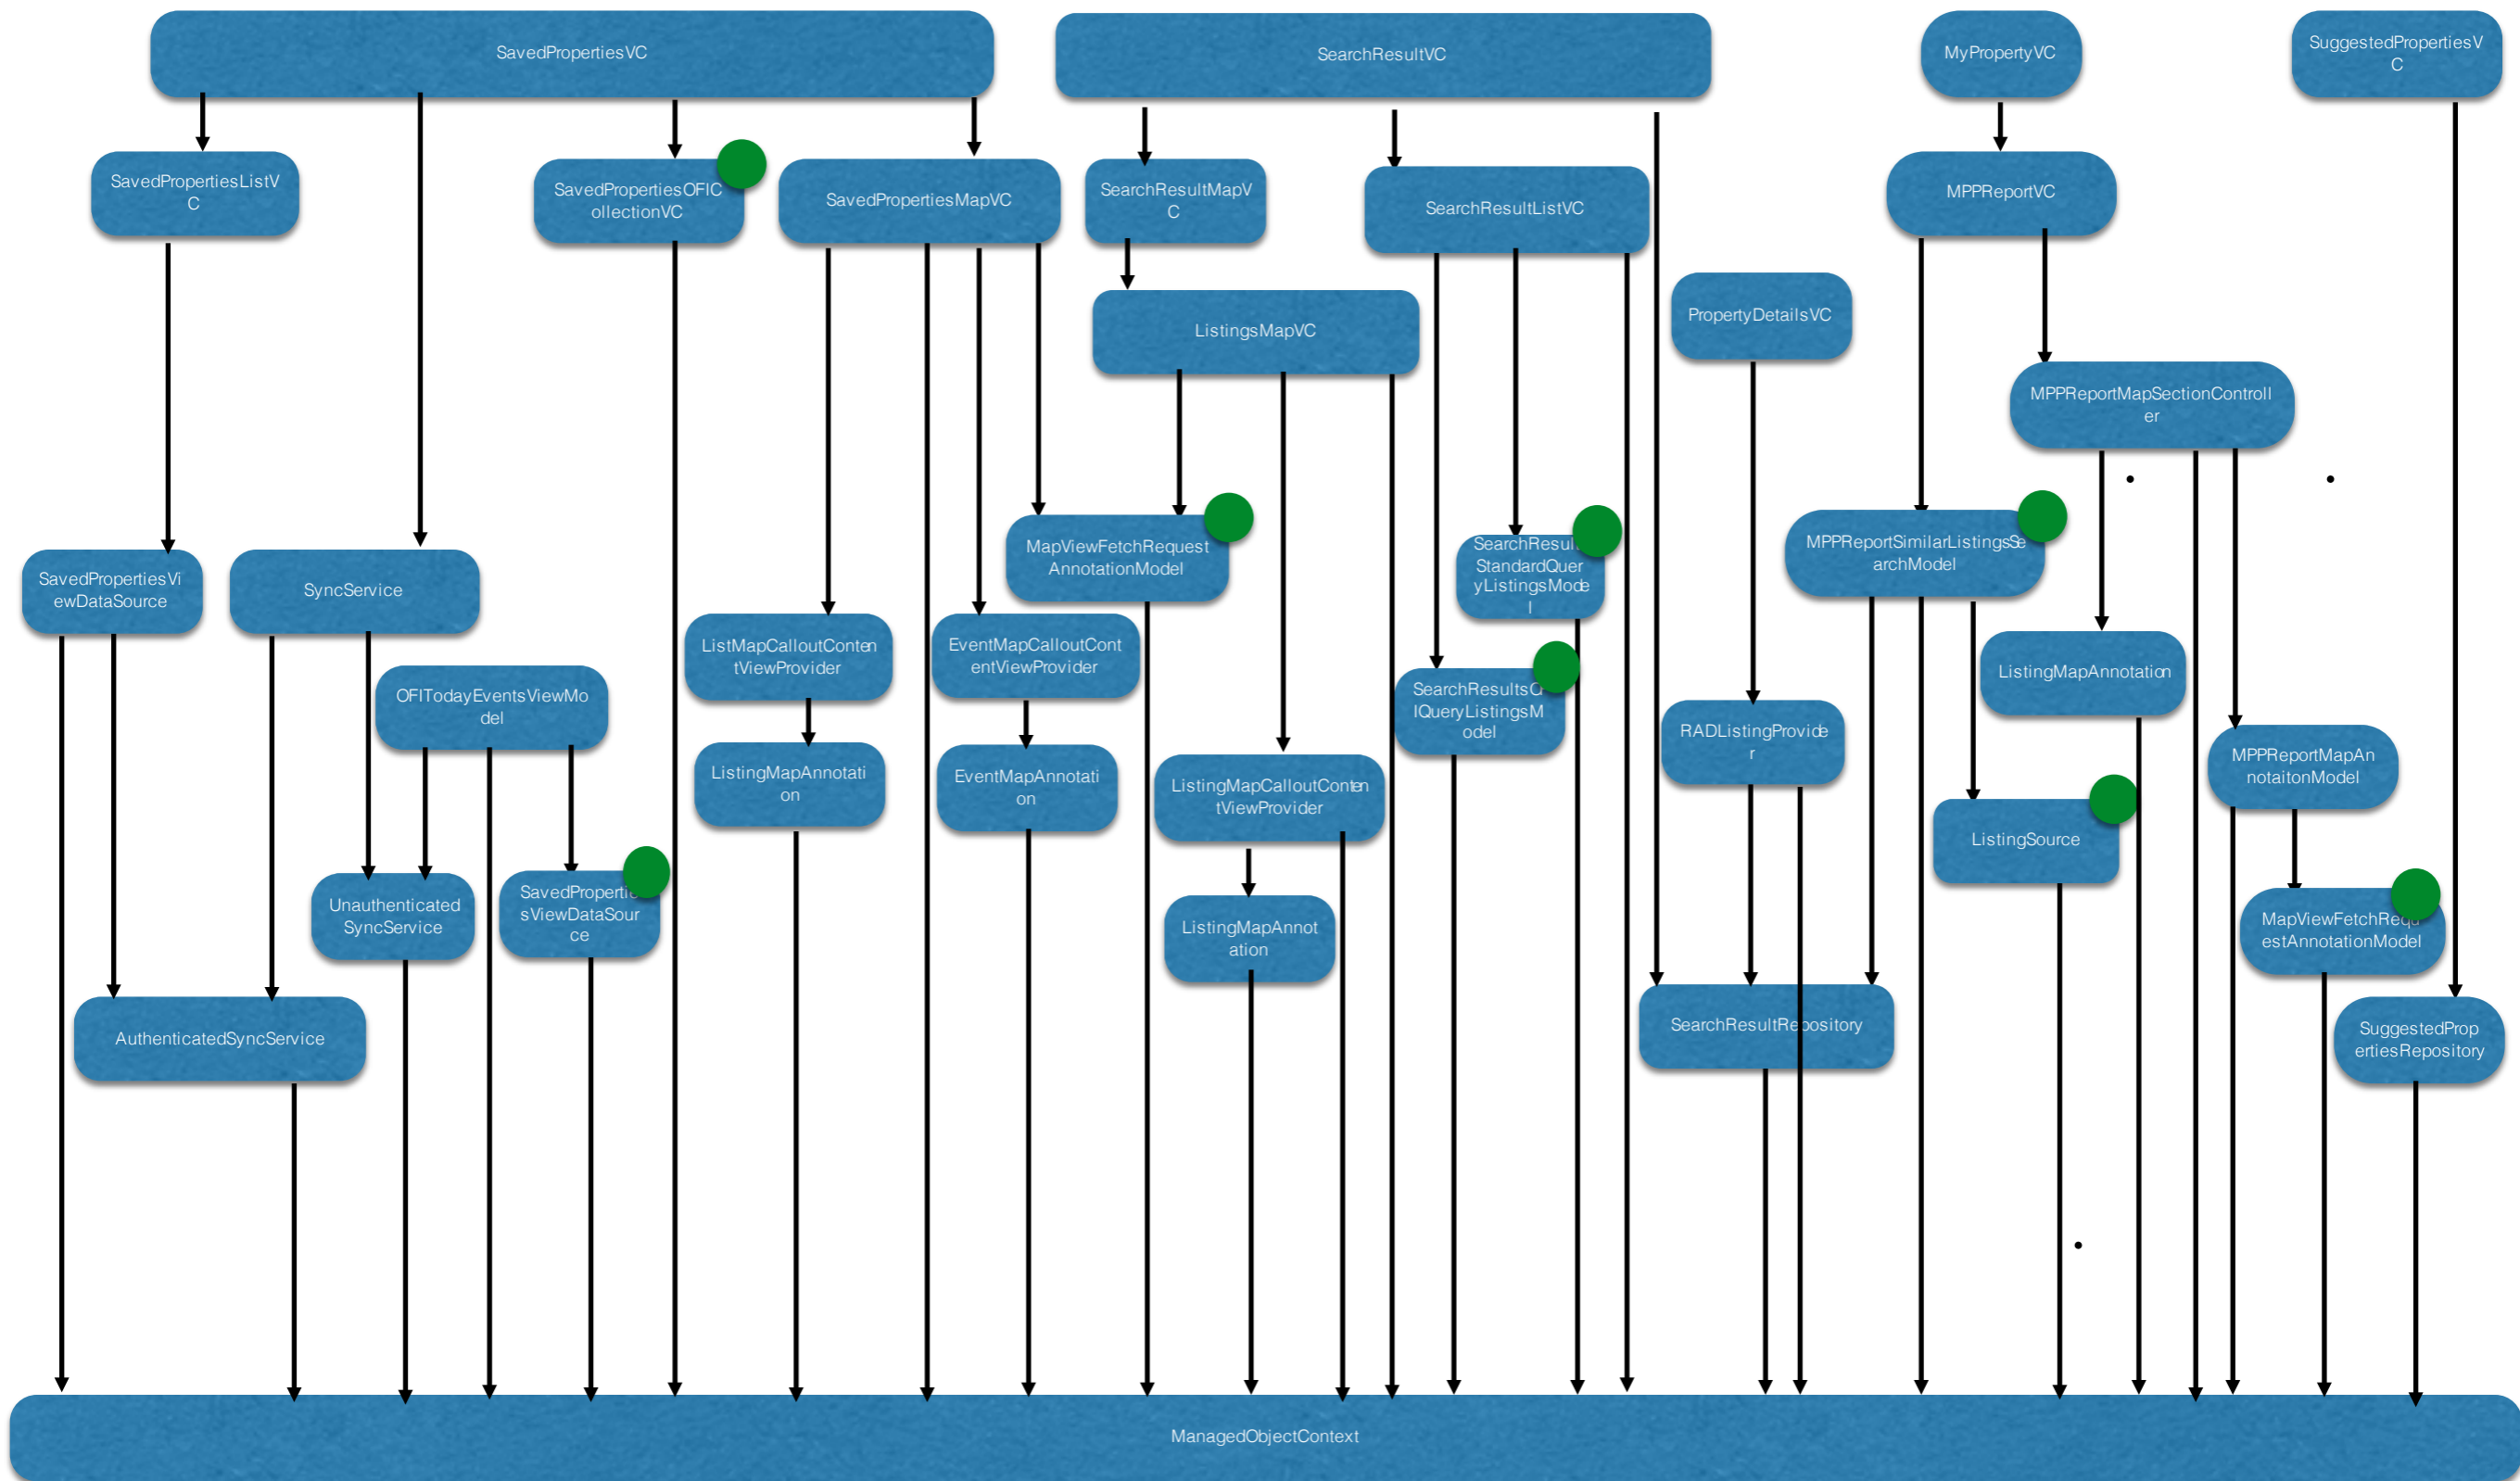 SavedPropertiesVC
SearchResultVC
MyPropertyVC
SuggestedPropertiesV
C
SavedPropertiesListV
C
SavedPropertiesOFIC
ollectionVC
SavedPropertiesMapVC
SearchResultMapV
C
SearchResultListVC
MPPReportVC
PropertyDetailsVC
ListingsMapVC
MPPReportMapSectionControll
er
SavedPropertiesVi
ewDataSource
SyncService
MapViewFetchRequest
AnnotationModel
StandardQuer
yListingsMode
l
MPPReportSimilarListingsSe
archModel
ListMapCalloutConten
tViewProvider
EventMapCalloutCont
entViewProvider
ListingMapAnnotation
OFITodayEventsViewMo
del
IQueryListingsM
odel
RADListingProvide
r
MPPReportMapAn
notaitonModel
ListingMapAnnotati
on
EventMapAnnotati
on
ListingMapCalloutConten
tViewProvider
ListingSource
UnauthenticatedSyncService
sViewDataSour
ce
ListingMapAnnot
ation
estAnnotationModel
AuthenticatedSyncService
SearchResultRepository
SuggestedProp
ertiesRepository
ManagedObjectContext